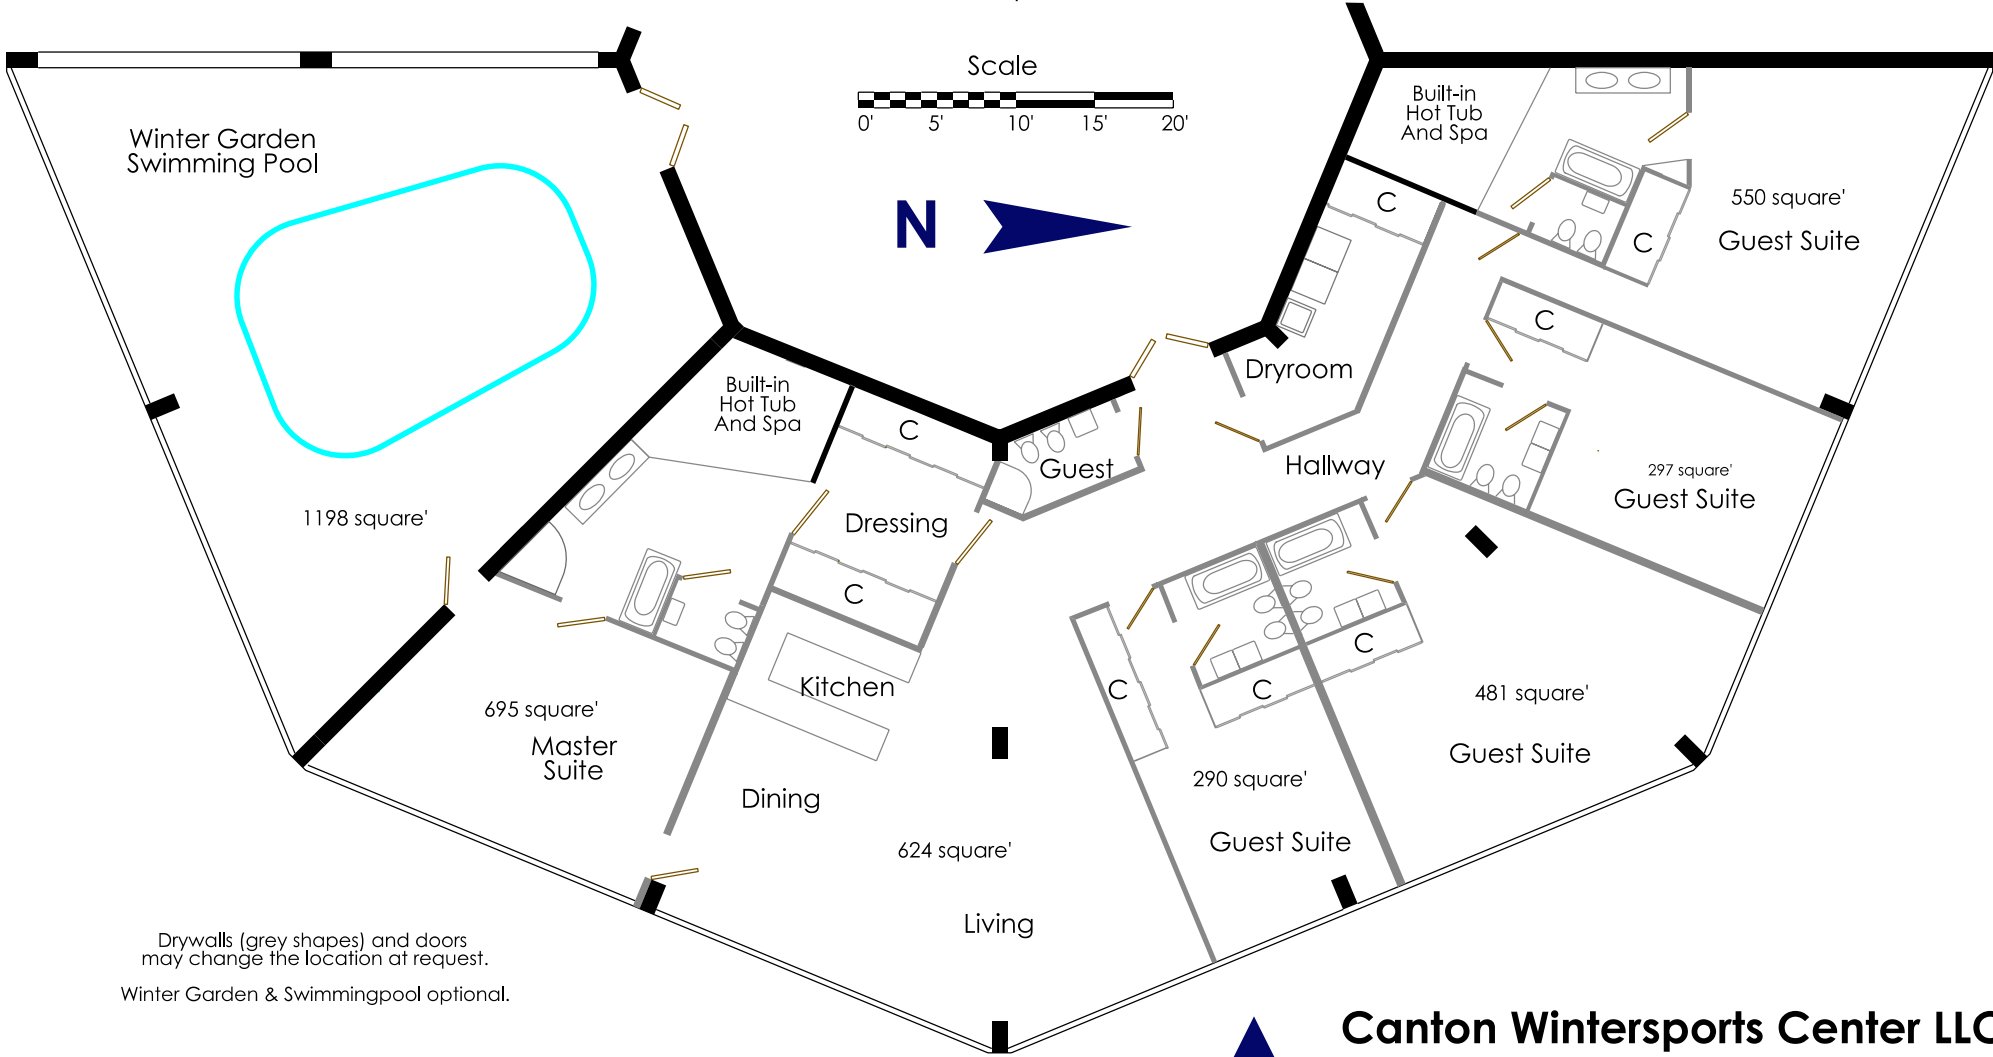 Scale
0' 5' 10' 15' 20'
N
Winter Garden
Swimming Pool
1198 square'
Built-in
Hot Tub
And Spa
C
Dressing
C
Kitchen
695 square'
Master
Suite
Dining
624 square'
Living
Guest
Hallway
Dryroom
C
Built-in
Hot Tub
And Spa
C
550 square'
Guest Suite
C
297 square'
Guest Suite
C
481 square'
Guest Suite
C
C
290 square'
Guest Suite
Drywalls (grey shapes) and doors
may change the location at request.
Winter Garden & Swimmingpool optional.
Canton Wintersports Center LLC